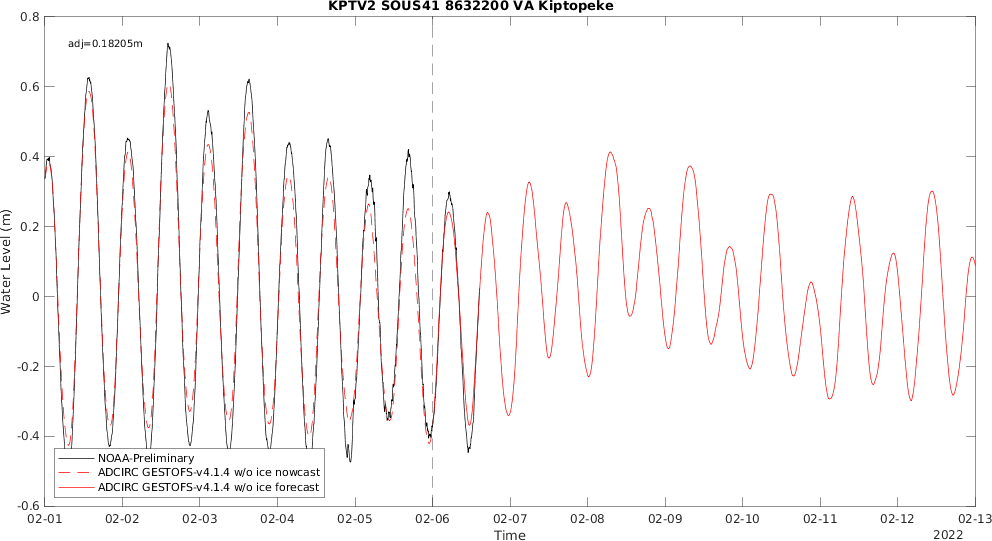 KPTV2 SOUS41 8632200 VA Kiptopeke
adj=0.18205m
0.8
0.6
0.4
0.2
0
-0.2
-0.4
-0.6
Water Level (m)
NOAA-Preliminary
ADCIRC GESTOFS-v4.1.4 w/o ice nowcast
ADCIRC GESTOFS-v4.1.4 w/o ice forecast
02-01 02-02 02-03 02-04 02-05 02-06 02-07 02-08 02-09 02-10 02-11 02-12 02-13
Time
2022